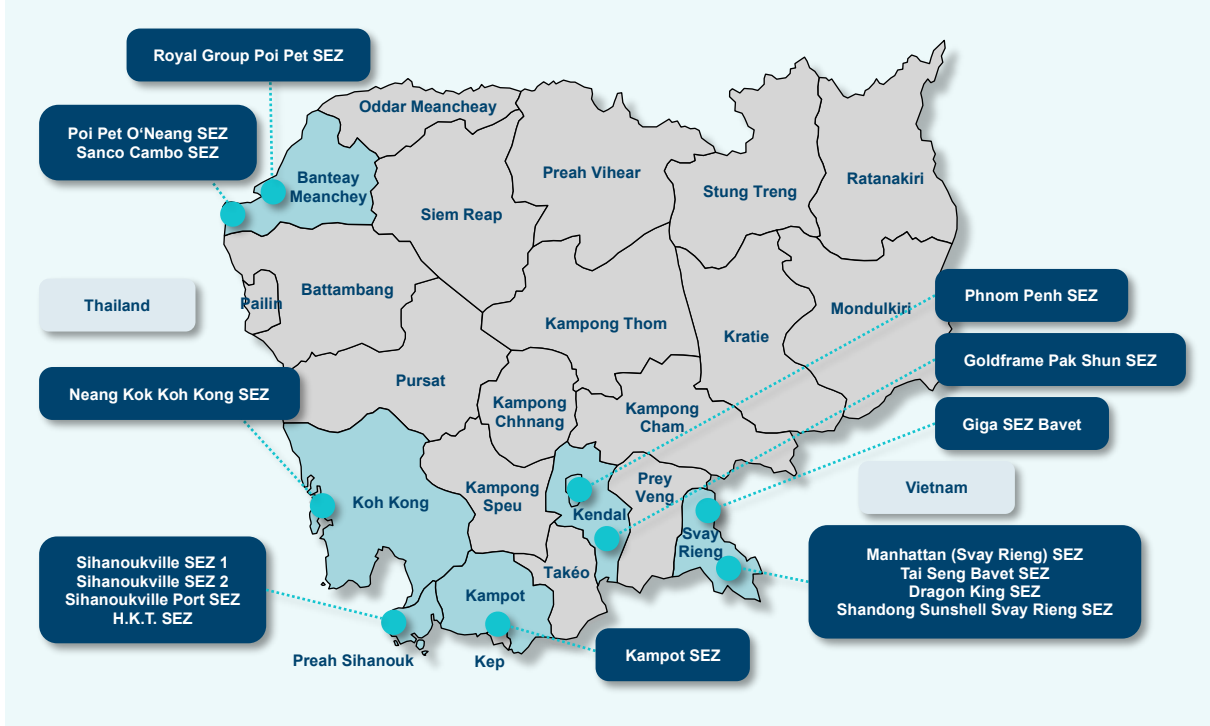 Royal Group Poi Pet SEZ
Oddar Meancheay
Poi Pet O‘Neang SEZ
Sanco Cambo SEZ
Banteay
Meanchey
Preah Vihear
Stung Treng
Ratanakiri
Siem Reap
Thailand
Pailin
Battambang
Kampong Thom
Kratie
Mondulkiri
Phnom Penh SEZ
Goldframe Pak Shun SEZ
Neang Kok Koh Kong SEZ
Pursat
Kampong
Chhnang
Kampong
Cham
Giga SEZ Bavet
Koh Kong
Kampong
Speu
Kendal
Prey
Veng
Vietnam
Svay
Rieng
Sihanoukville SEZ 1
Sihanoukville SEZ 2
Sihanoukville Port SEZ
H.K.T. SEZ
Takéo
Kampot
Manhattan (Svay Rieng) SEZ
Tai Seng Bavet SEZ
Dragon King SEZ
Shandong Sunshell Svay Rieng SEZ
Preah Sihanouk
Kep
Kampot SEZ